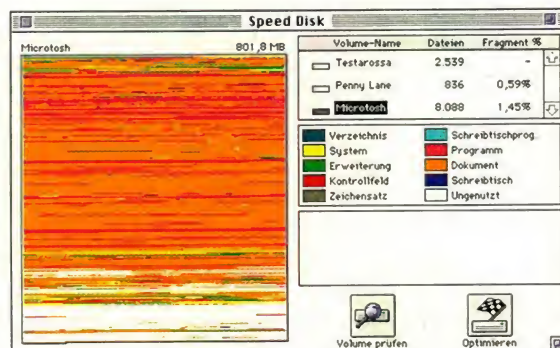 Speed Disk
Microtosh 801,8 MB
Volume-Name Dateien Fragment %
Testarossa 2.539 -
Penny Lane 836 0,59%
Microtosh 8.088 1,45%
Verzeichnis Schreibtischprog.
System Programm
Erweiterung Dokument
Kontrollfeld Schreibtisch
Zeichensatz Ungenutzt
Volume prüfen Optimieren